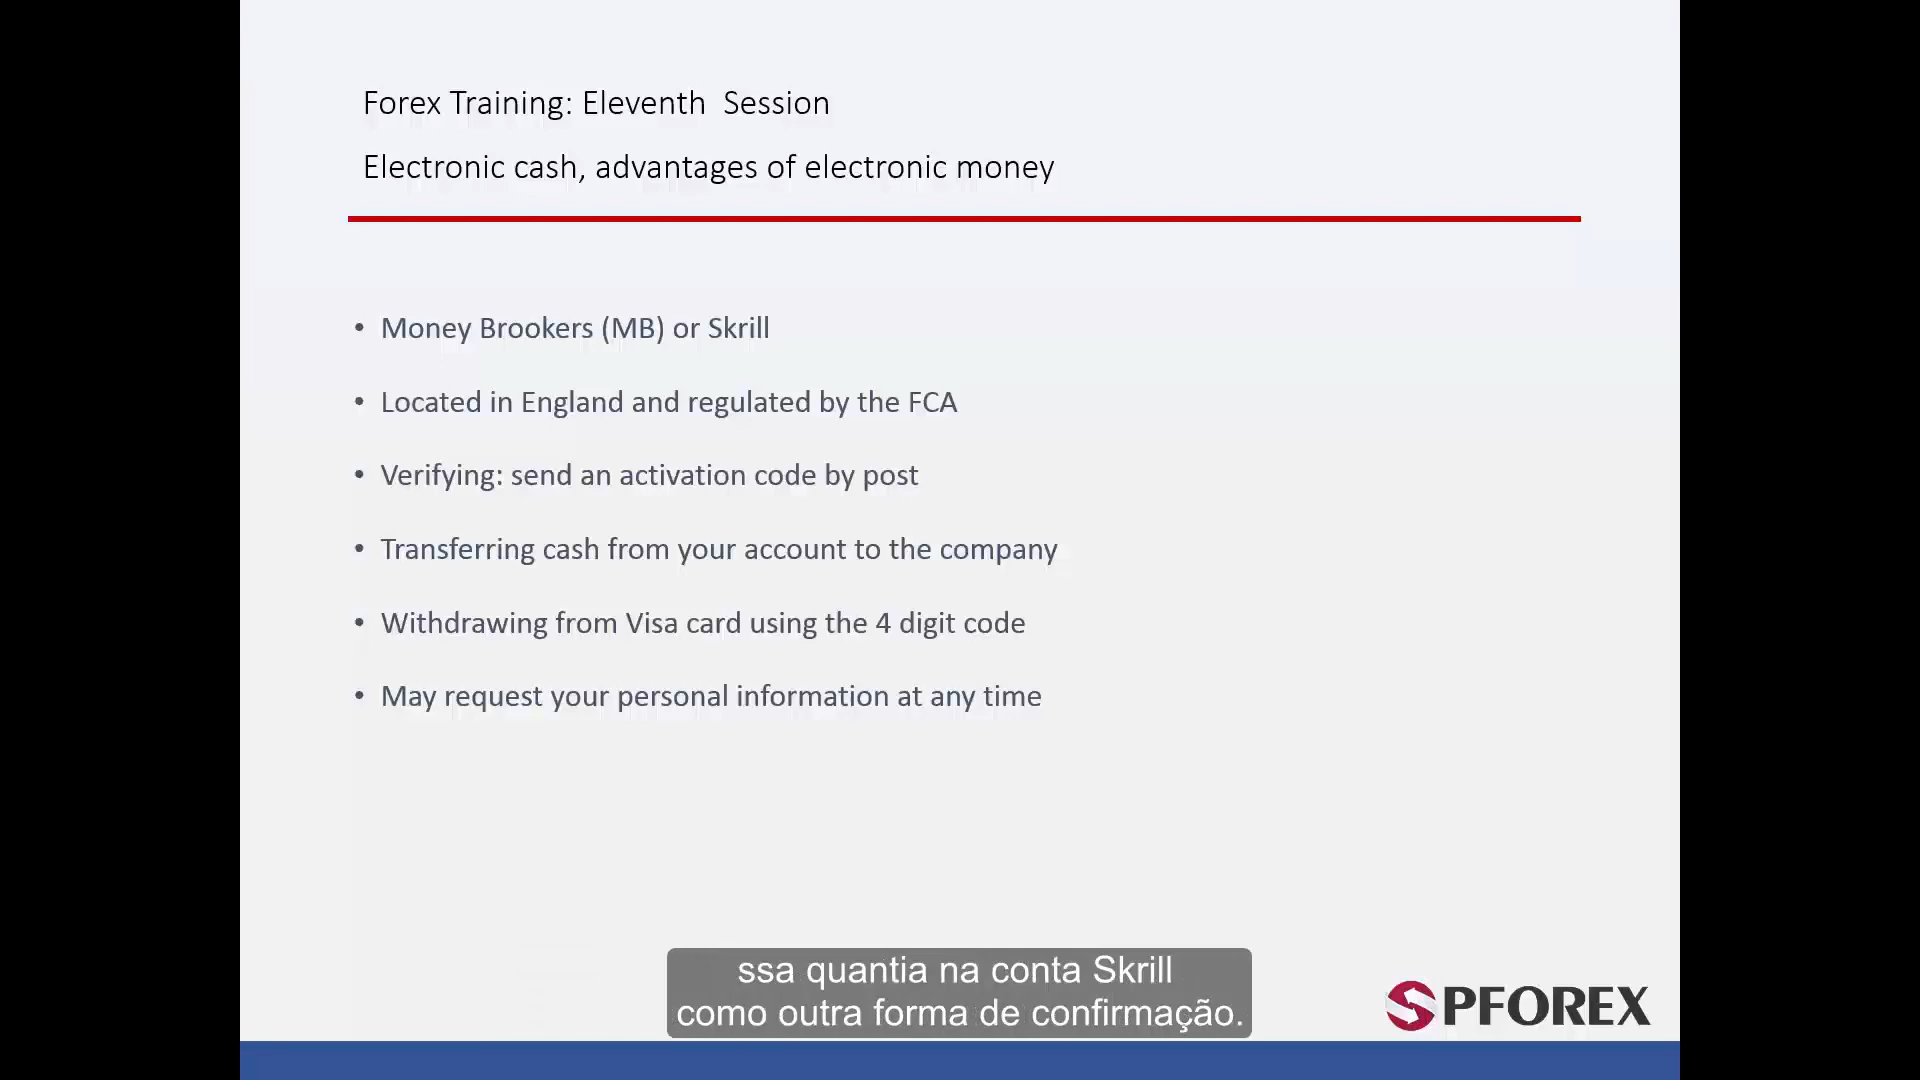 Forex Training: Eleventh  Session
Electronic cash, advantages of electronic money
• Money Brookers (MB) or Skrill
• Located in England and regulated by the FCA
• Verifying: send an activation code by post
• Transferring cash from your account to the company
• Withdrawing from Visa card using the 4 digit code
• May request your personal information at any time
ssa quantia na conta Skrill
como outra forma de confirmação.
PFOREX